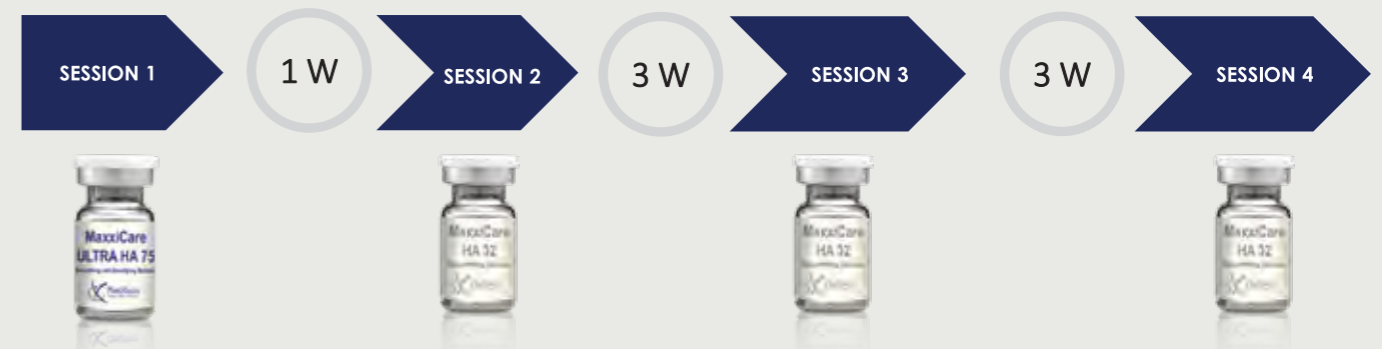 SESSION 1
1 W
SESSION 2
3 W
SESSION 3
3 W
SESSION 4
MaxxiCare
ULTRA HA 75
MaxxiCare
HA 32
MaxxiCare
HA 32
MaxxiCare
HA 32